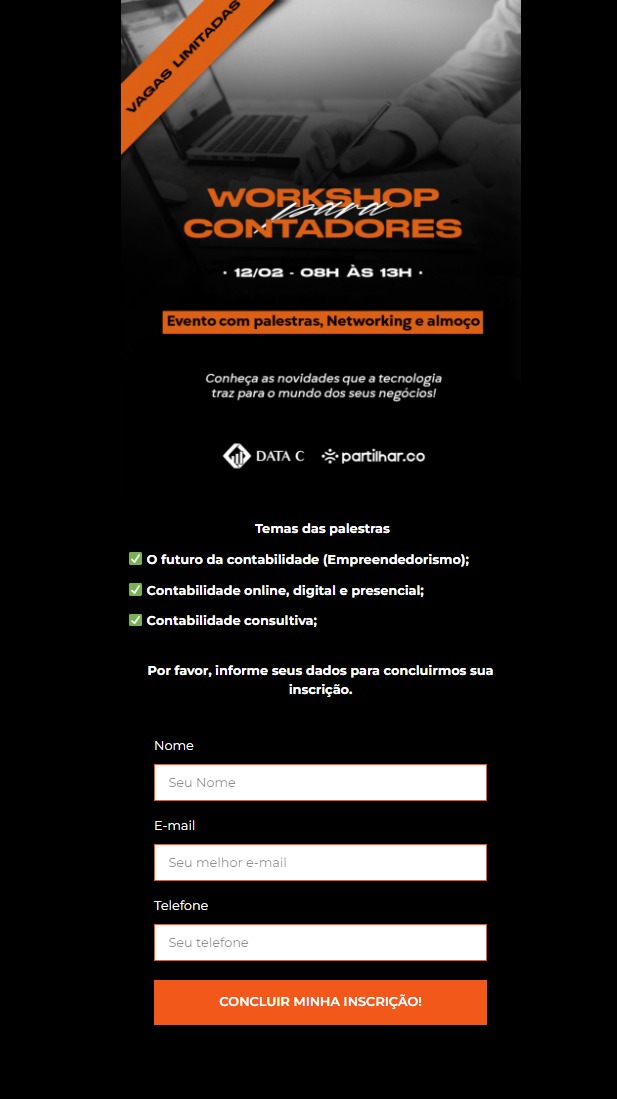 VAGAS LIMITADAS
WORKSHOP
para
CONTADORES
· 12/02 - 08H ÀS 13H ·
Evento com palestras, Networking e almoço
Conheça as novidades que a tecnologia
traz para o mundo dos seus negócios!
DATA C partilhar.co
Temas das palestras
✅ O futuro da contabilidade (Empreendedorismo);
✅ Contabilidade online, digital e presencial;
✅ Contabilidade consultiva;
Por favor, informe seus dados para concluirmos sua
inscrição.
Nome
Seu Nome
E-mail
Seu melhor e-mail
Telefone
Seu telefone
CONCLUIR MINHA INSCRIÇÃO!